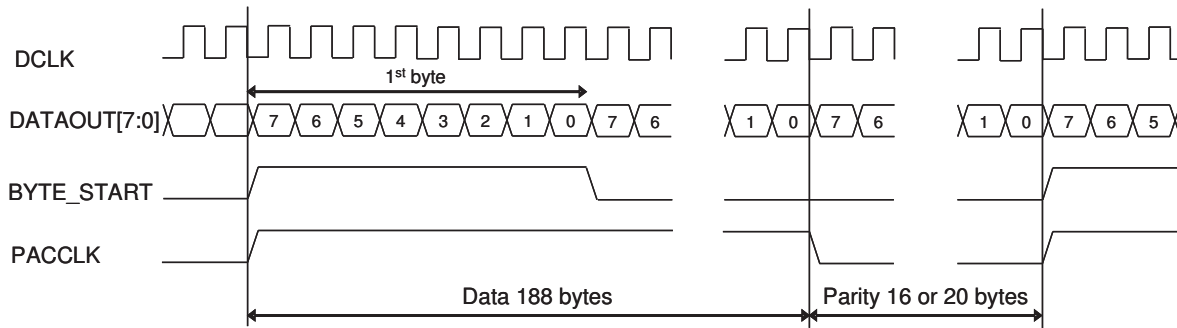 DCLK
1st byte
DATAOUT[7:0] 7 6 5 4 3 2 1 0 7 6 1 0 7 6 1 0 7 6 5
BYTE_START
PACCLK
Data 188 bytes Parity 16 or 20 bytes